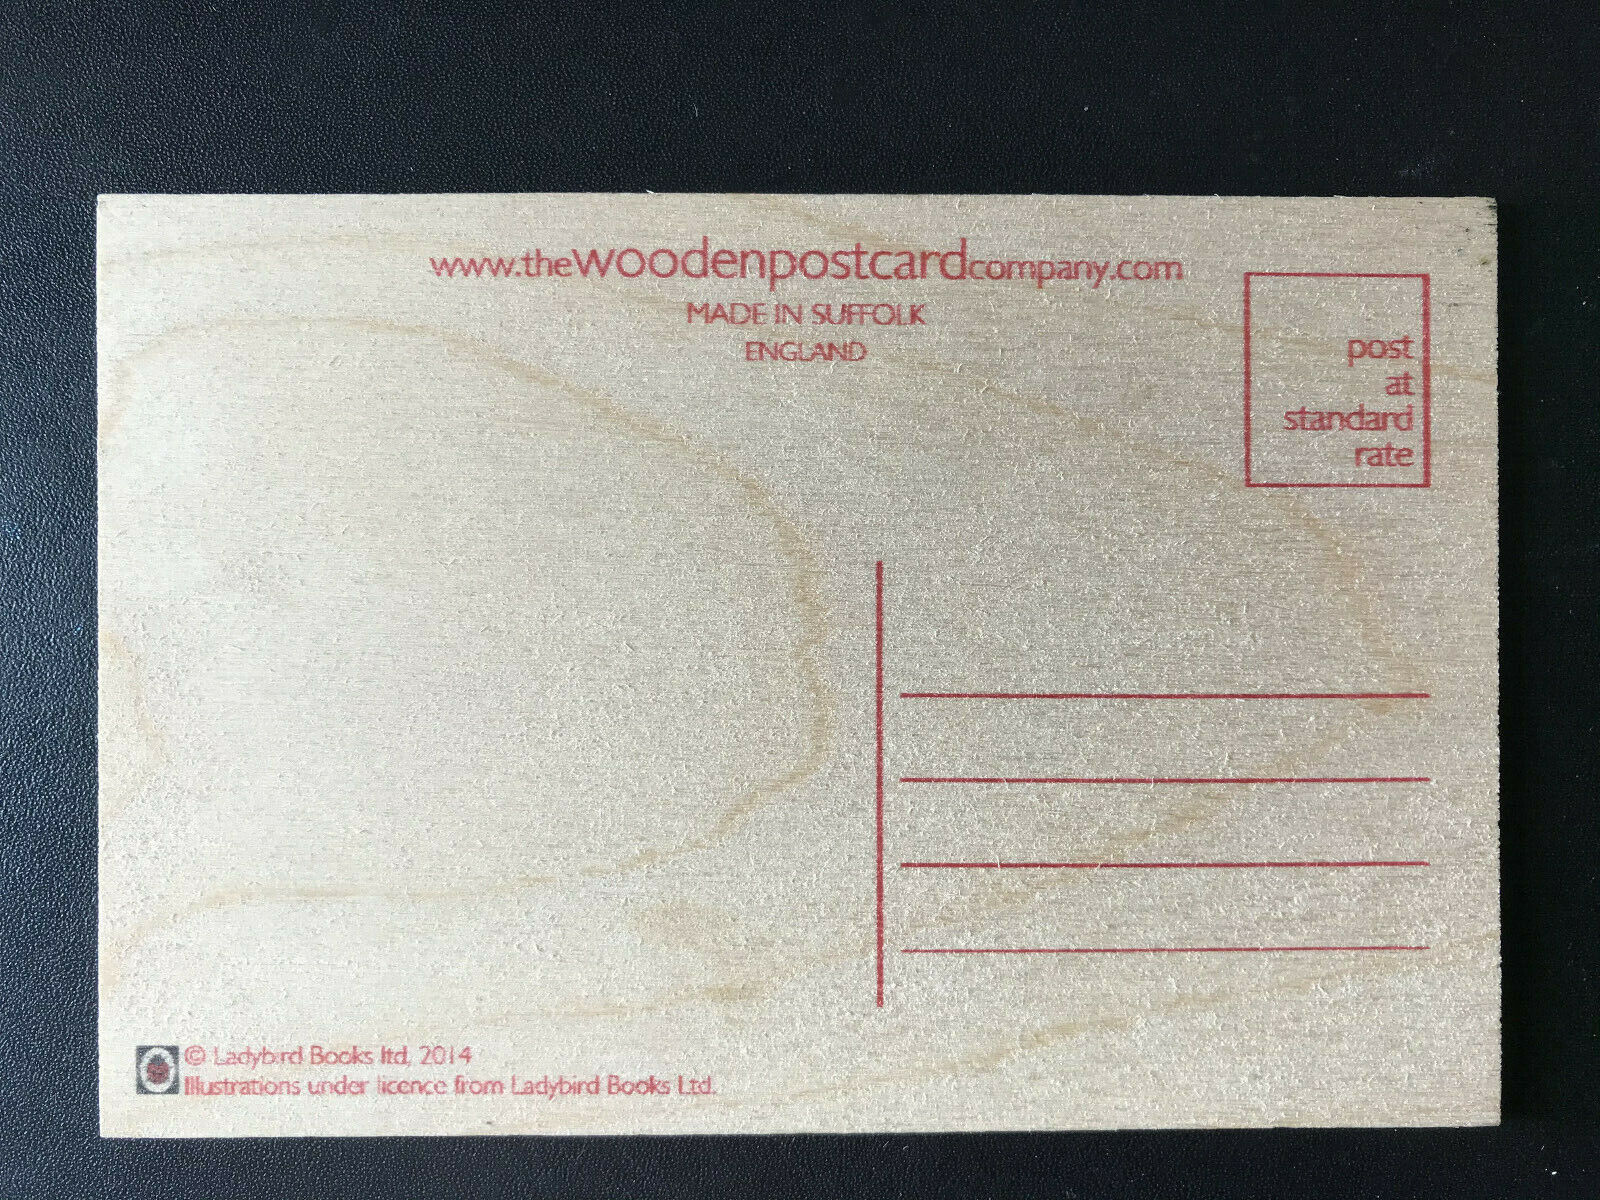 www.thewoodenpostcardcompany.com
MADE IN SUFFOLK
ENGLAND
post
at
standard
rate
© Ladybird Books ltd, 2014
Illustrations under licence from Ladybird Books Ltd.